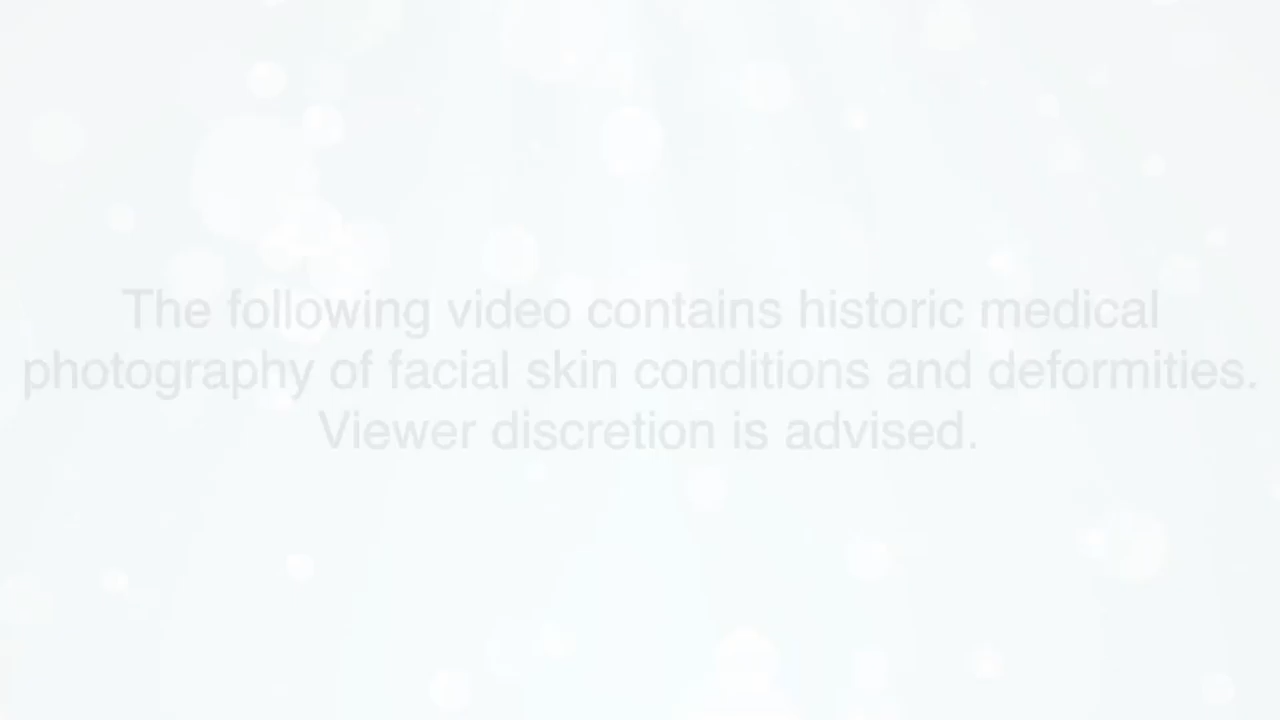 The following video contains historic medical
photography of facial skin conditions and deformities.
Viewer discretion is advised.